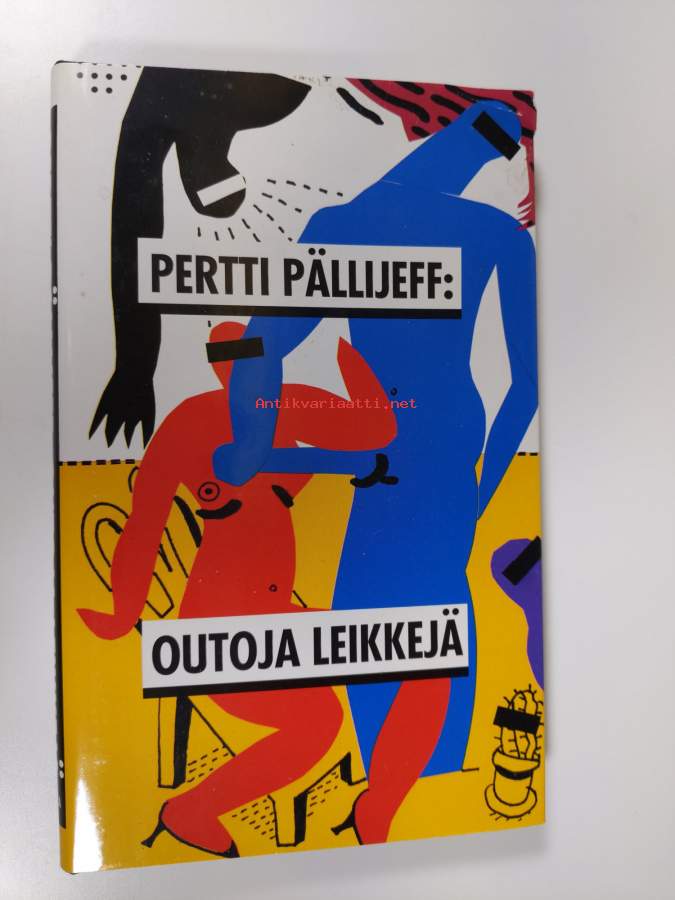 PERTTI PÄLLIJEFF:
Antikvariaatti.net
OUTOJA LEIKKEJÄ